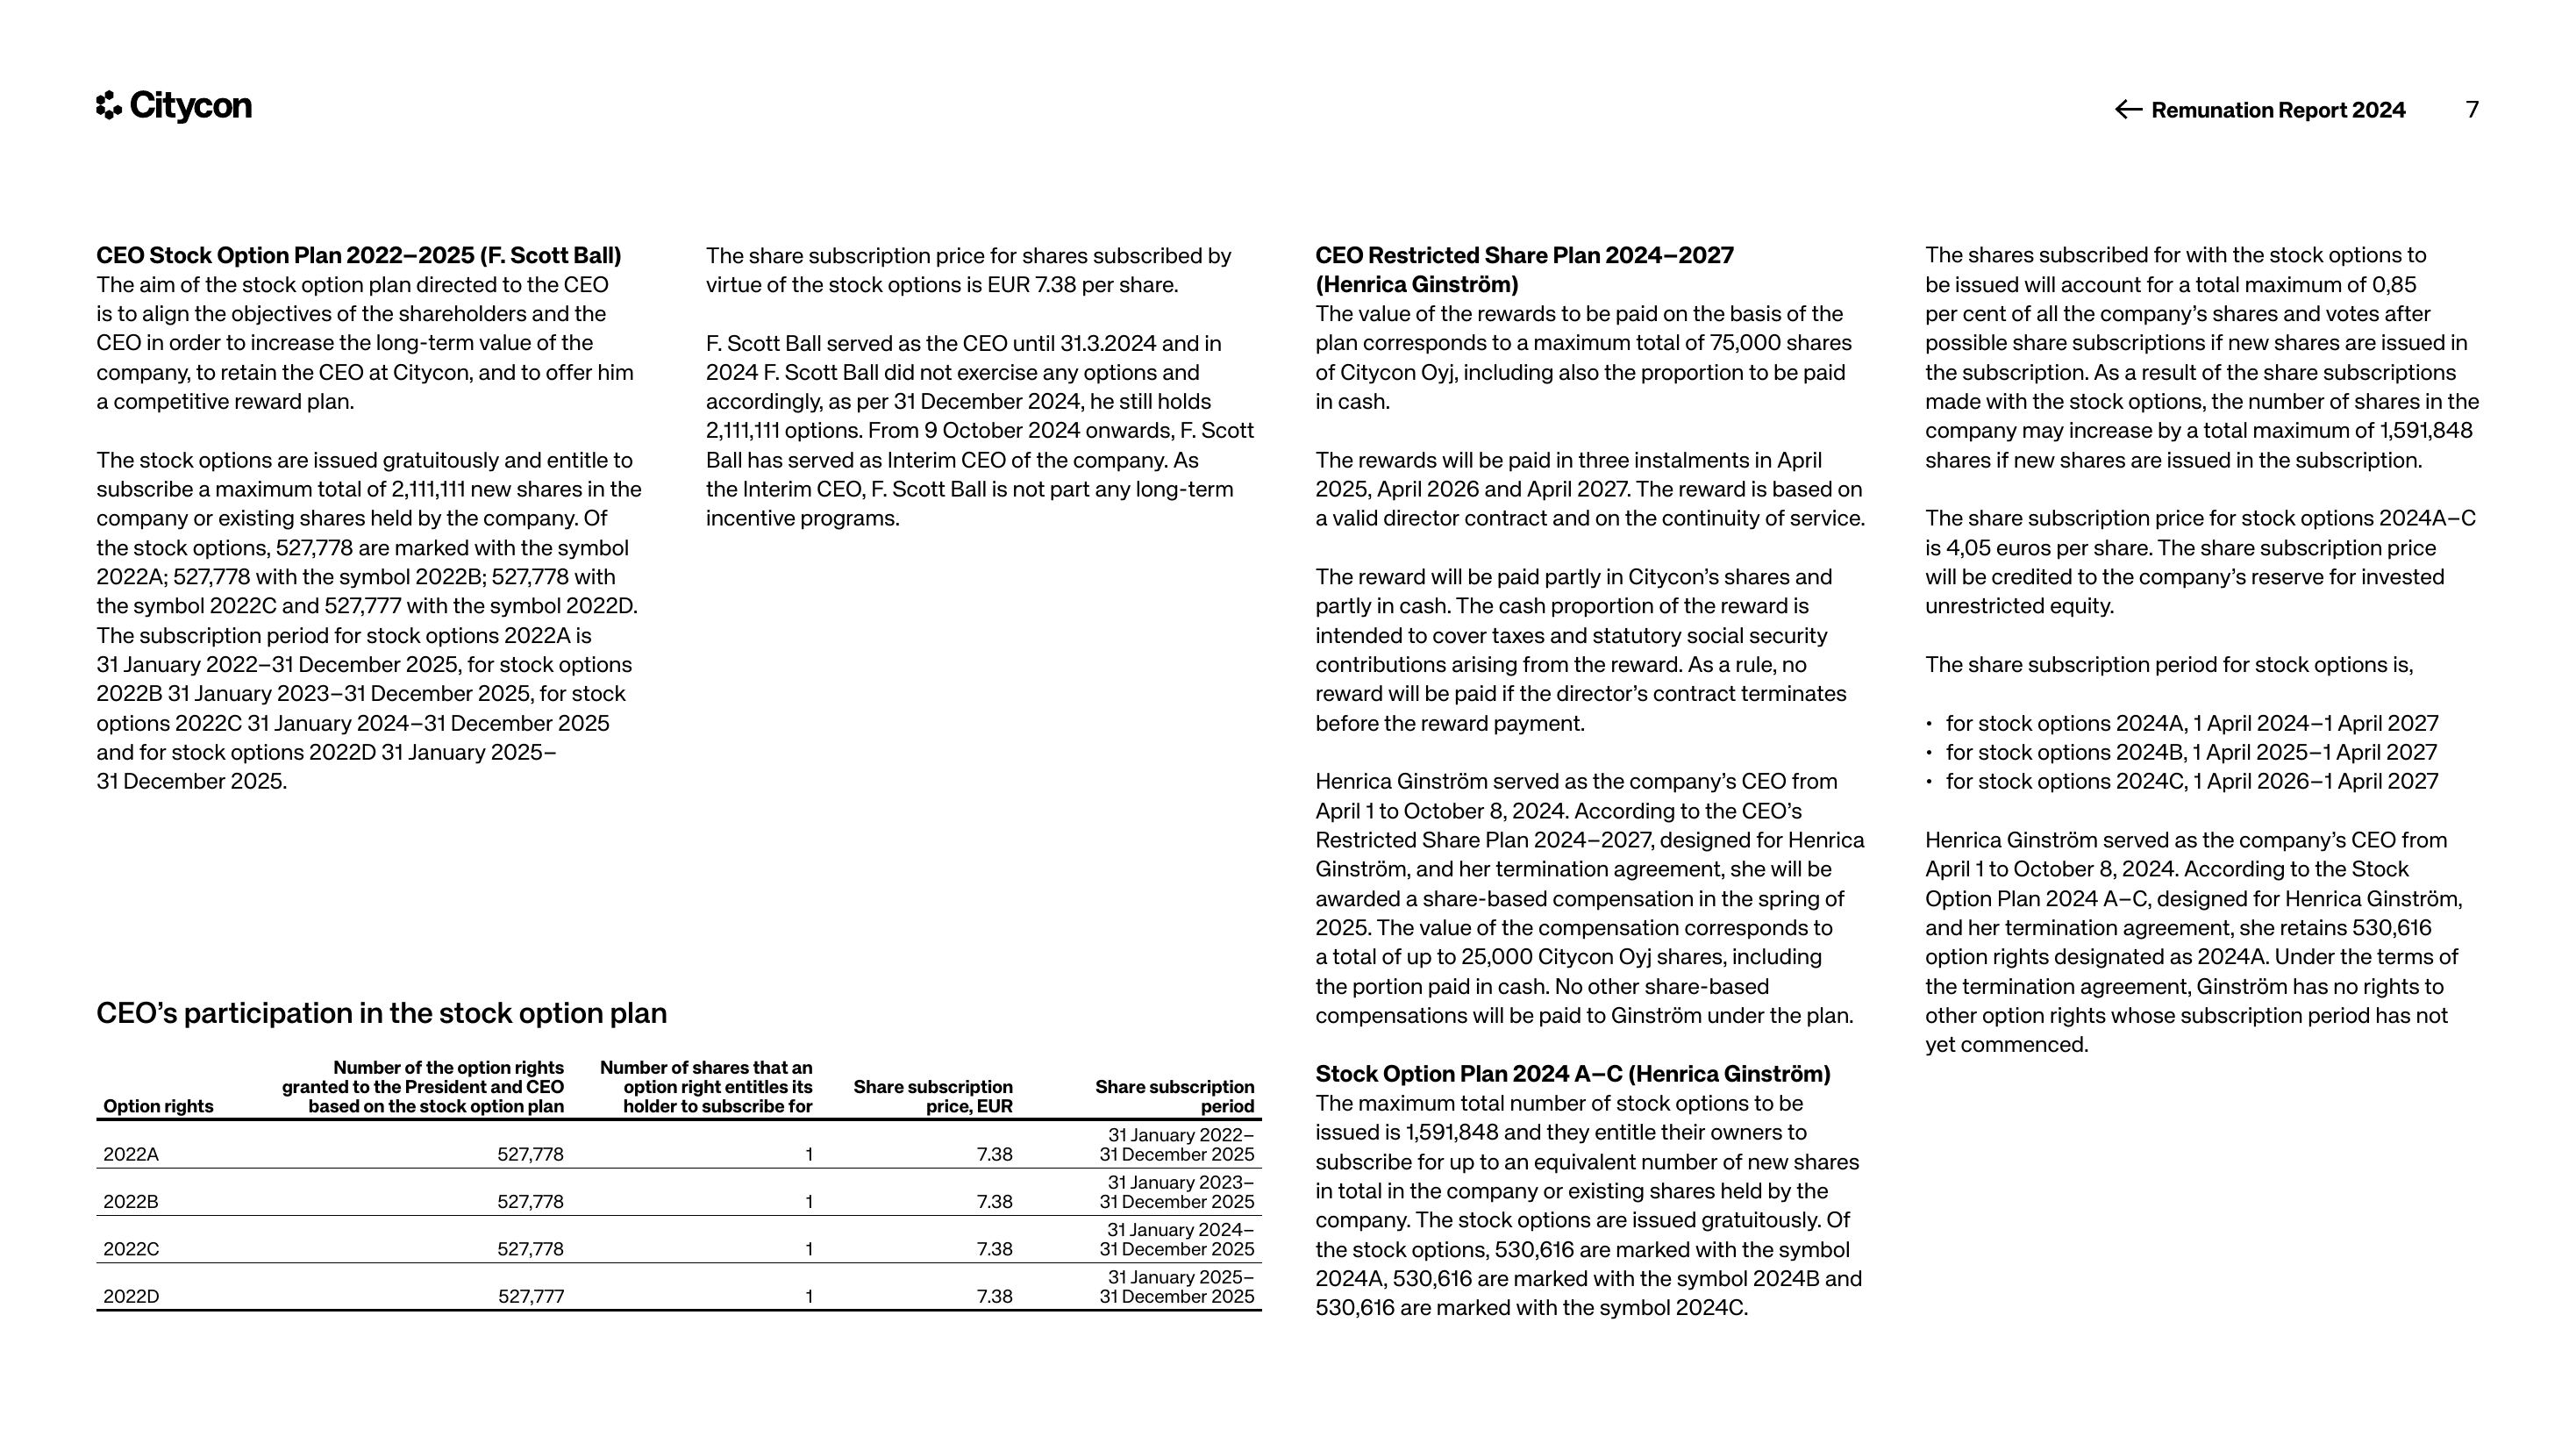 Citycon
Remunation Report 2024
7
CEO Stock Option Plan 2022–2025 (F. Scott Ball)
The aim of the stock option plan directed to the CEO
is to align the objectives of the shareholders and the
CEO in order to increase the long-term value of the
company, to retain the CEO at Citycon, and to offer him
a competitive reward plan.
The stock options are issued gratuitously and entitle to
subscribe a maximum total of 2,111,111 new shares in the
company or existing shares held by the company. Of
the stock options, 527,778 are marked with the symbol
2022A; 527,778 with the symbol 2022B; 527,778 with
the symbol 2022C and 527,777 with the symbol 2022D.
The subscription period for stock options 2022A is
31 January 2022–31 December 2025, for stock options
2022B 31 January 2023–31 December 2025, for stock
options 2022C 31 January 2024–31 December 2025
and for stock options 2022D 31 January 2025–
31 December 2025.
The share subscription price for shares subscribed by
virtue of the stock options is EUR 7.38 per share.
F. Scott Ball served as the CEO until 31.3.2024 and in
2024 F. Scott Ball did not exercise any options and
accordingly, as per 31 December 2024, he still holds
2,111,111 options. From 9 October 2024 onwards, F. Scott
Ball has served as Interim CEO of the company. As
the Interim CEO, F. Scott Ball is not part any long-term
incentive programs.
CEO's participation in the stock option plan
Option rights
Number of the option rights
granted to the President and CEO
based on the stock option plan
Number of shares that an
option right entitles its
holder to subscribe for
Share subscription
price, EUR
Share subscription
period
2022A 527,778 1 7.38 31 January 2022–
31 December 2025
2022B 527,778 1 7.38 31 January 2023–
31 December 2025
2022C 527,778 1 7.38 31 January 2024–
31 December 2025
2022D 527,777 1 7.38 31 January 2025–
31 December 2025
CEO Restricted Share Plan 2024–2027
(Henrica Ginström)
The value of the rewards to be paid on the basis of the
plan corresponds to a maximum total of 75,000 shares
of Citycon Oyj, including also the proportion to be paid
in cash.
The rewards will be paid in three instalments in April
2025, April 2026 and April 2027. The reward is based on
a valid director contract and on the continuity of service.
The reward will be paid partly in Citycon's shares and
partly in cash. The cash proportion of the reward is
intended to cover taxes and statutory social security
contributions arising from the reward. As a rule, no
reward will be paid if the director's contract terminates
before the reward payment.
Henrica Ginström served as the company's CEO from
April 1 to October 8, 2024. According to the CEO's
Restricted Share Plan 2024–2027, designed for Henrica
Ginström, and her termination agreement, she will be
awarded a share-based compensation in the spring of
2025. The value of the compensation corresponds to
a total of up to 25,000 Citycon Oyj shares, including
the portion paid in cash. No other share-based
compensations will be paid to Ginström under the plan.
Stock Option Plan 2024 A–C (Henrica Ginström)
The maximum total number of stock options to be
issued is 1,591,848 and they entitle their owners to
subscribe for up to an equivalent number of new shares
in total in the company or existing shares held by the
company. The stock options are issued gratuitously. Of
the stock options, 530,616 are marked with the symbol
2024A, 530,616 are marked with the symbol 2024B and
530,616 are marked with the symbol 2024C.
The shares subscribed for with the stock options to
be issued will account for a total maximum of 0,85
per cent of all the company's shares and votes after
possible share subscriptions if new shares are issued in
the subscription. As a result of the share subscriptions
made with the stock options, the number of shares in the
company may increase by a total maximum of 1,591,848
shares if new shares are issued in the subscription.
The share subscription price for stock options 2024A–C
is 4,05 euros per share. The share subscription price
will be credited to the company's reserve for invested
unrestricted equity.
The share subscription period for stock options is,
• for stock options 2024A, 1 April 2024–1 April 2027
• for stock options 2024B, 1 April 2025–1 April 2027
• for stock options 2024C, 1 April 2026–1 April 2027
Henrica Ginström served as the company's CEO from
April 1 to October 8, 2024. According to the Stock
Option Plan 2024 A–C, designed for Henrica Ginström,
and her termination agreement, she retains 530,616
option rights designated as 2024A. Under the terms of
the termination agreement, Ginström has no rights to
other option rights whose subscription period has not
yet commenced.